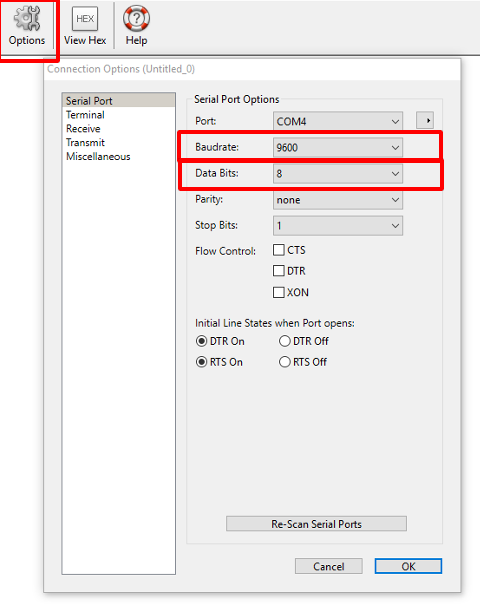 HEX
Options View Hex Help
Connection Options (Untitled_0)
Serial Port
Terminal
Receive
Transmit
Miscellaneous
Serial Port Options
Port: COM4
Baudrate: 9600
Data Bits: 8
Parity: none
Stop Bits: 1
Flow Control: CTS
DTR
XON
Initial Line States when Port opens:
DTR On DTR Off
RTS On RTS Off
Re-Scan Serial Ports
Cancel OK